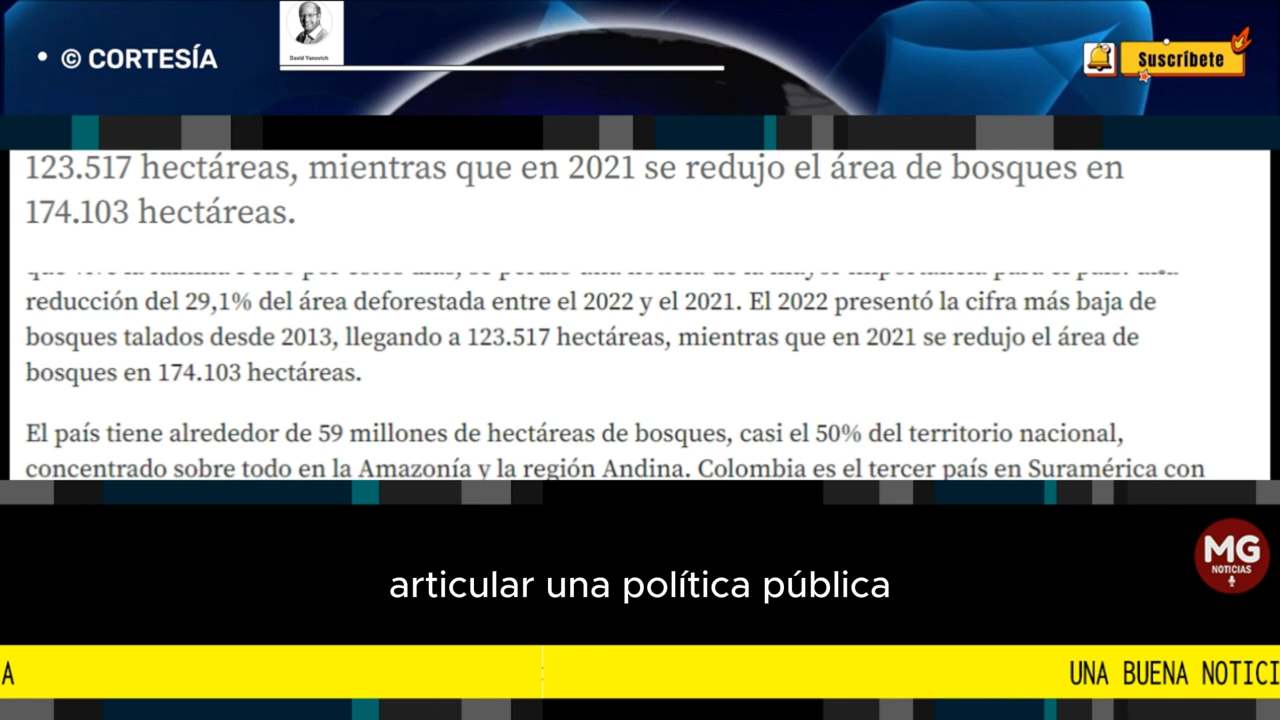 • © CORTESÍA
David Yanovich
Suscríbete
123.517 hectáreas, mientras que en 2021 se redujo el área de bosques en
174.103 hectáreas.
reducción del 29,1% del área deforestada entre el 2022 y el 2021. El 2022 presentó la cifra más baja de
bosques talados desde 2013, llegando a 123.517 hectáreas, mientras que en 2021 se redujo el área de
bosques en 174.103 hectáreas.
El país tiene alrededor de 59 millones de hectáreas de bosques, casi el 50% del territorio nacional,
concentrado sobre todo en la Amazonía y la región Andina. Colombia es el tercer país en Suramérica con
MG
NOTICIAS
articular una política pública
A
UNA BUENA NOTICI